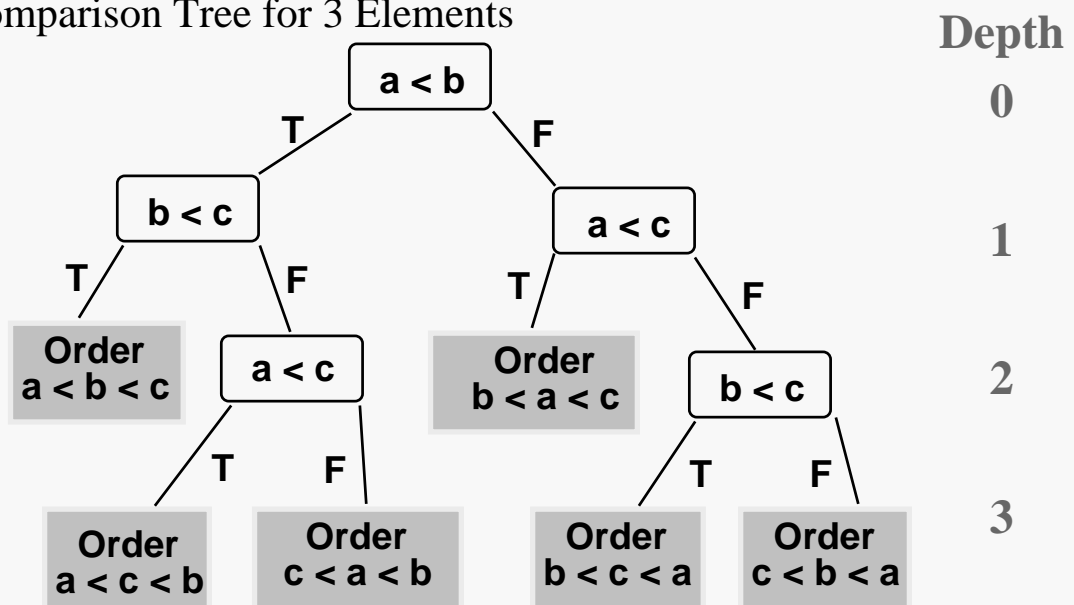 omparison Tree for 3 Elements
Depth
a < b
0
T
F
b < c
a < c
1
T
F
T
F
Order
a < b < c
a < c
Order
b < a < c
b < c
2
T
F
T
F
3
Order
a < c < b
Order
c < a < b
Order
b < c < a
Order
c < b < a